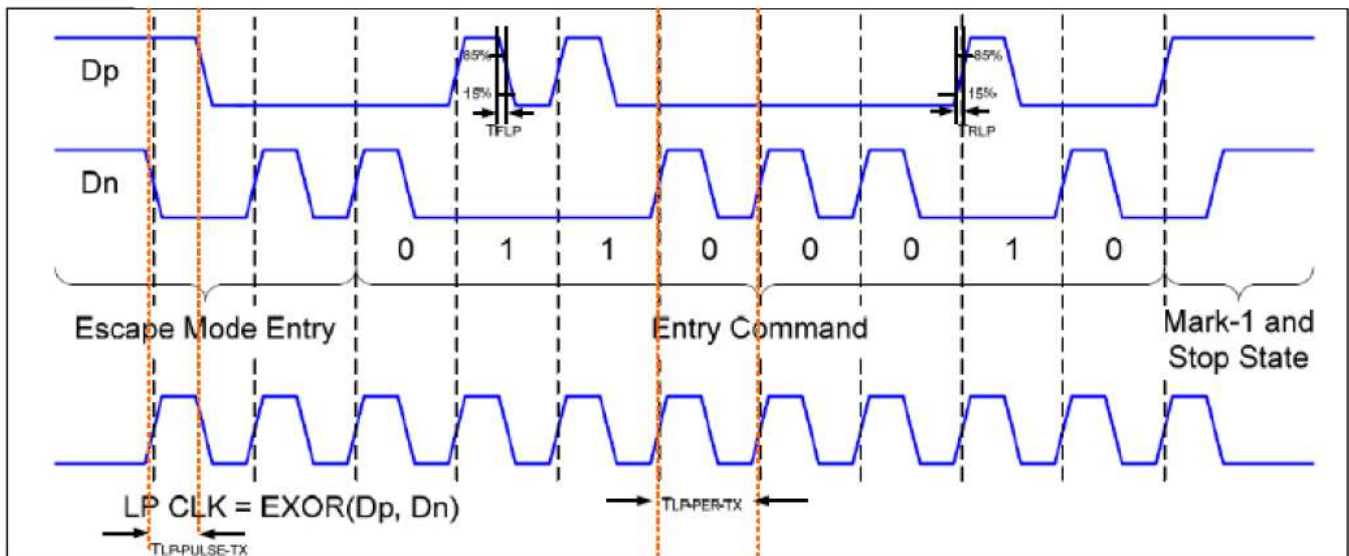 Dp
85%
15%
TFLP
85%
15%
TRLP
Dn
0 1 1 0 0 0 1 0
Escape Mode Entry
Entry Command
Mark-1 and
Stop State
LP CLK = EXOR(Dp, Dn)
TLP-PER-TX
TLP-PULSE-TX